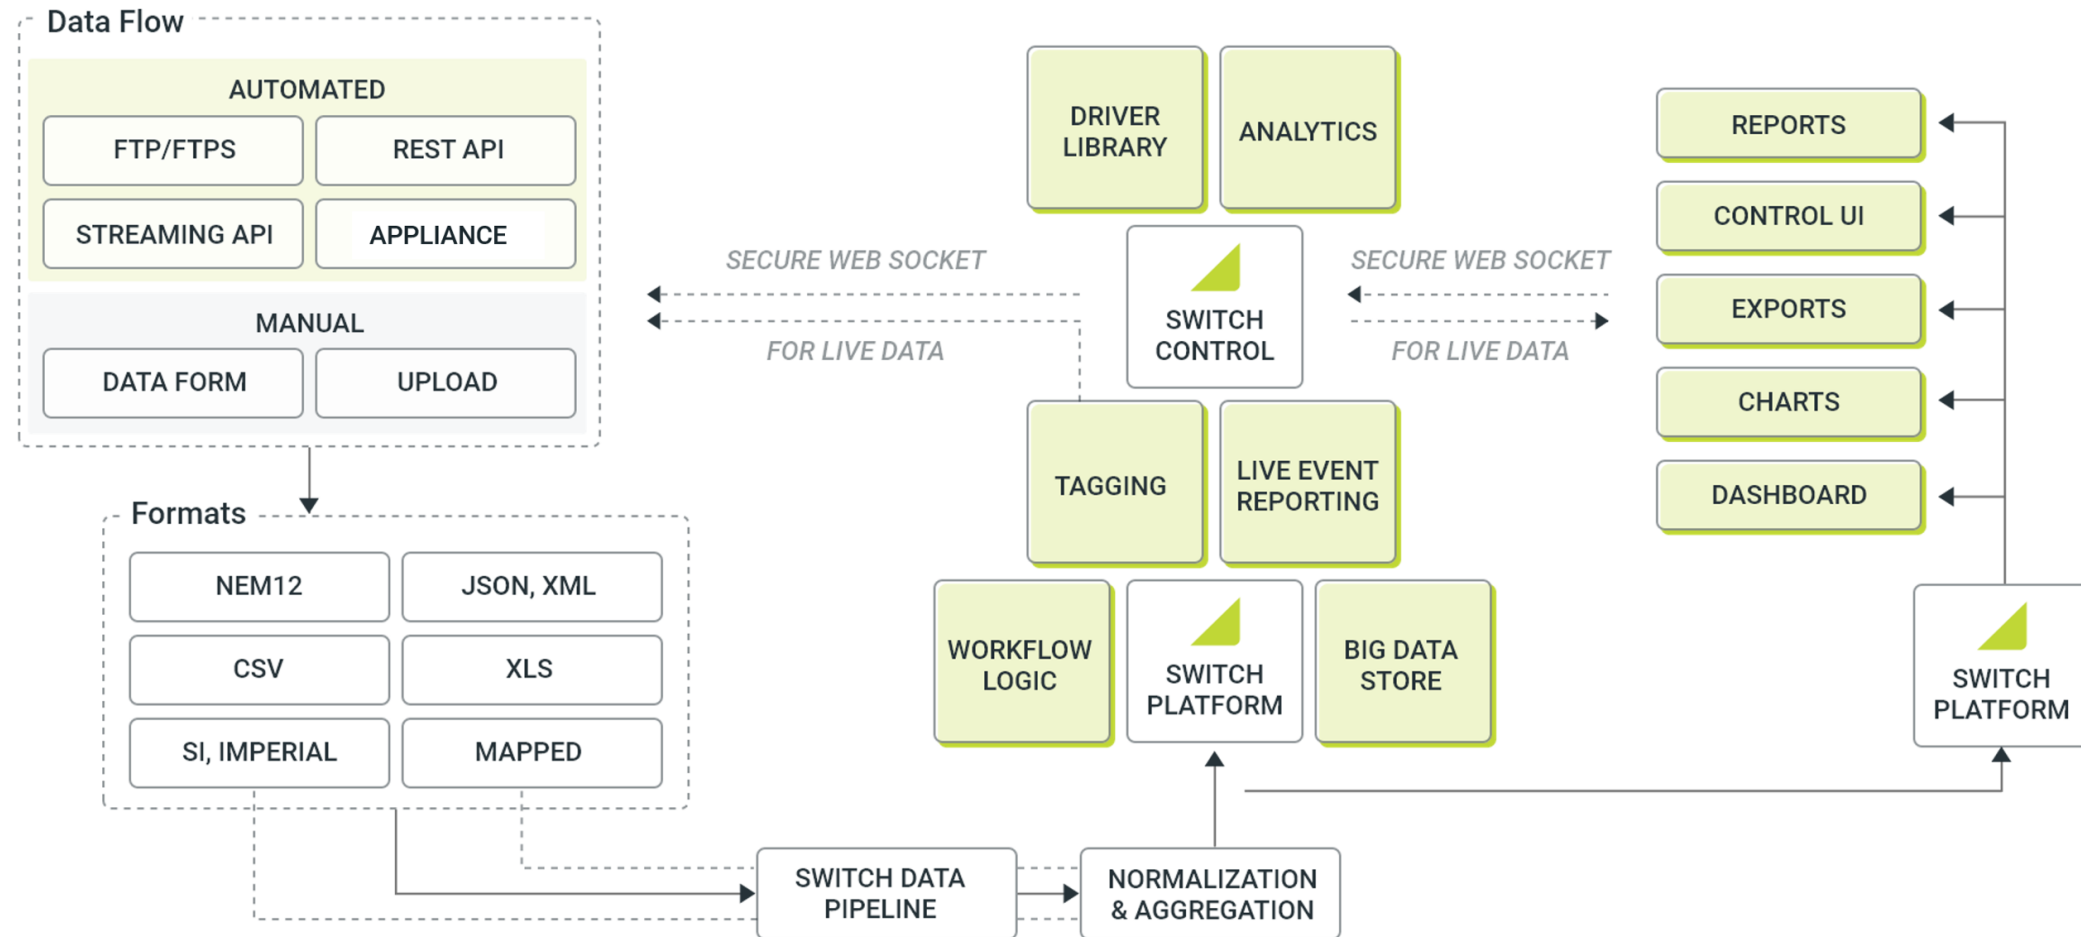 Data Flow
AUTOMATED
FTP/FTPS
REST API
STREAMING API
APPLIANCE
MANUAL
DATA FORM
UPLOAD
Formats
NEM12
JSON, XML
CSV
XLS
SI, IMPERIAL
MAPPED
SWITCH DATA
PIPELINE
NORMALIZATION
& AGGREGATION
SECURE WEB SOCKET
FOR LIVE DATA
DRIVER
LIBRARY
ANALYTICS
SWITCH
CONTROL
TAGGING
LIVE EVENT
REPORTING
WORKFLOW
LOGIC
SWITCH
PLATFORM
BIG DATA
STORE
SECURE WEB SOCKET
FOR LIVE DATA
REPORTS
CONTROL UI
EXPORTS
CHARTS
DASHBOARD
SWITCH
PLATFORM